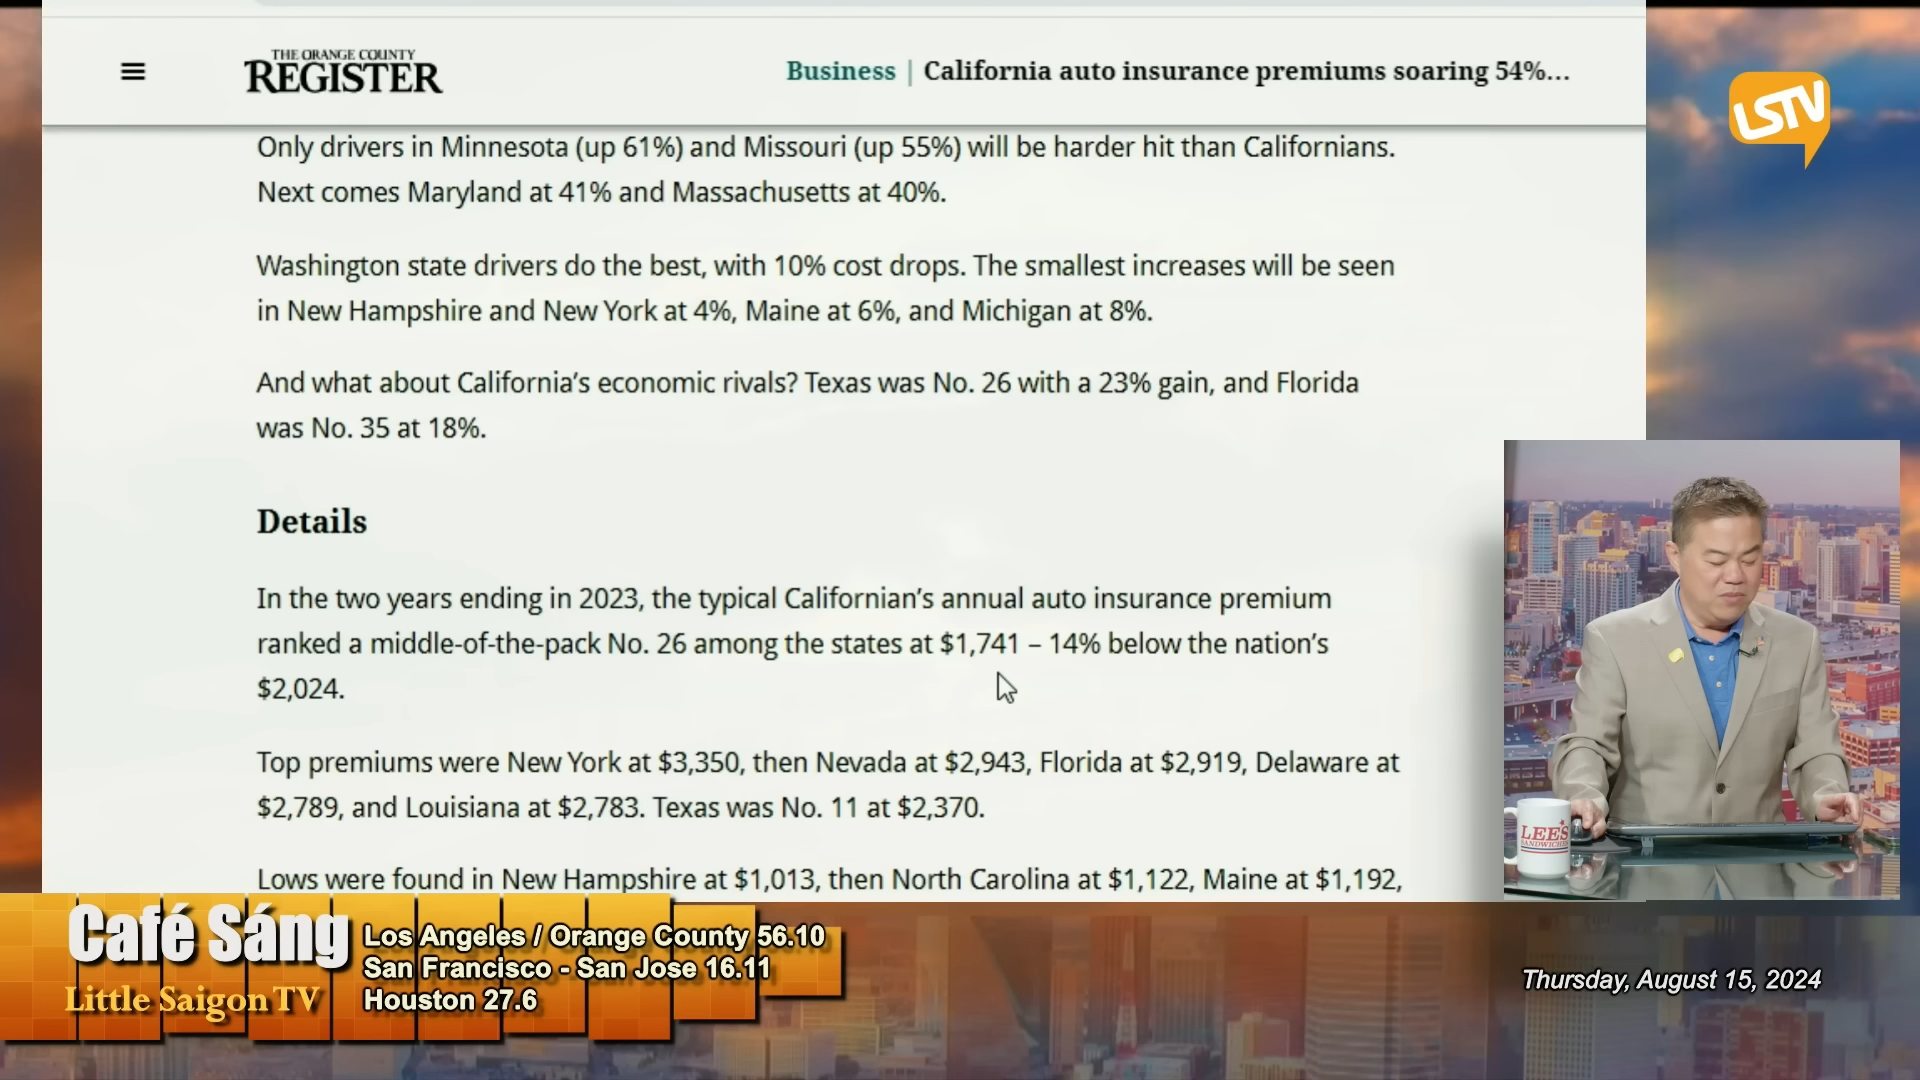 THE ORANGE COUNTY
REGISTER
Business | California auto insurance premiums soaring 54%...
LSTV
Only drivers in Minnesota (up 61%) and Missouri (up 55%) will be harder hit than Californians.
Next comes Maryland at 41% and Massachusetts at 40%.
Washington state drivers do the best, with 10% cost drops. The smallest increases will be seen
in New Hampshire and New York at 4%, Maine at 6%, and Michigan at 8%.
And what about California’s economic rivals? Texas was No. 26 with a 23% gain, and Florida
was No. 35 at 18%.
Details
In the two years ending in 2023, the typical Californian’s annual auto insurance premium
ranked a middle-of-the-pack No. 26 among the states at $1,741 – 14% below the nation’s
$2,024.
Top premiums were New York at $3,350, then Nevada at $2,943, Florida at $2,919, Delaware at
$2,789, and Louisiana at $2,783. Texas was No. 11 at $2,370.
Lows were found in New Hampshire at $1,013, then North Carolina at $1,122, Maine at $1,192,
LEE'S
SANDWICHES
Café Sáng
Little Saigon TV
Los Angeles / Orange County 56.10
San Francisco - San Jose 16.11
Houston 27.6
Thursday, August 15, 2024